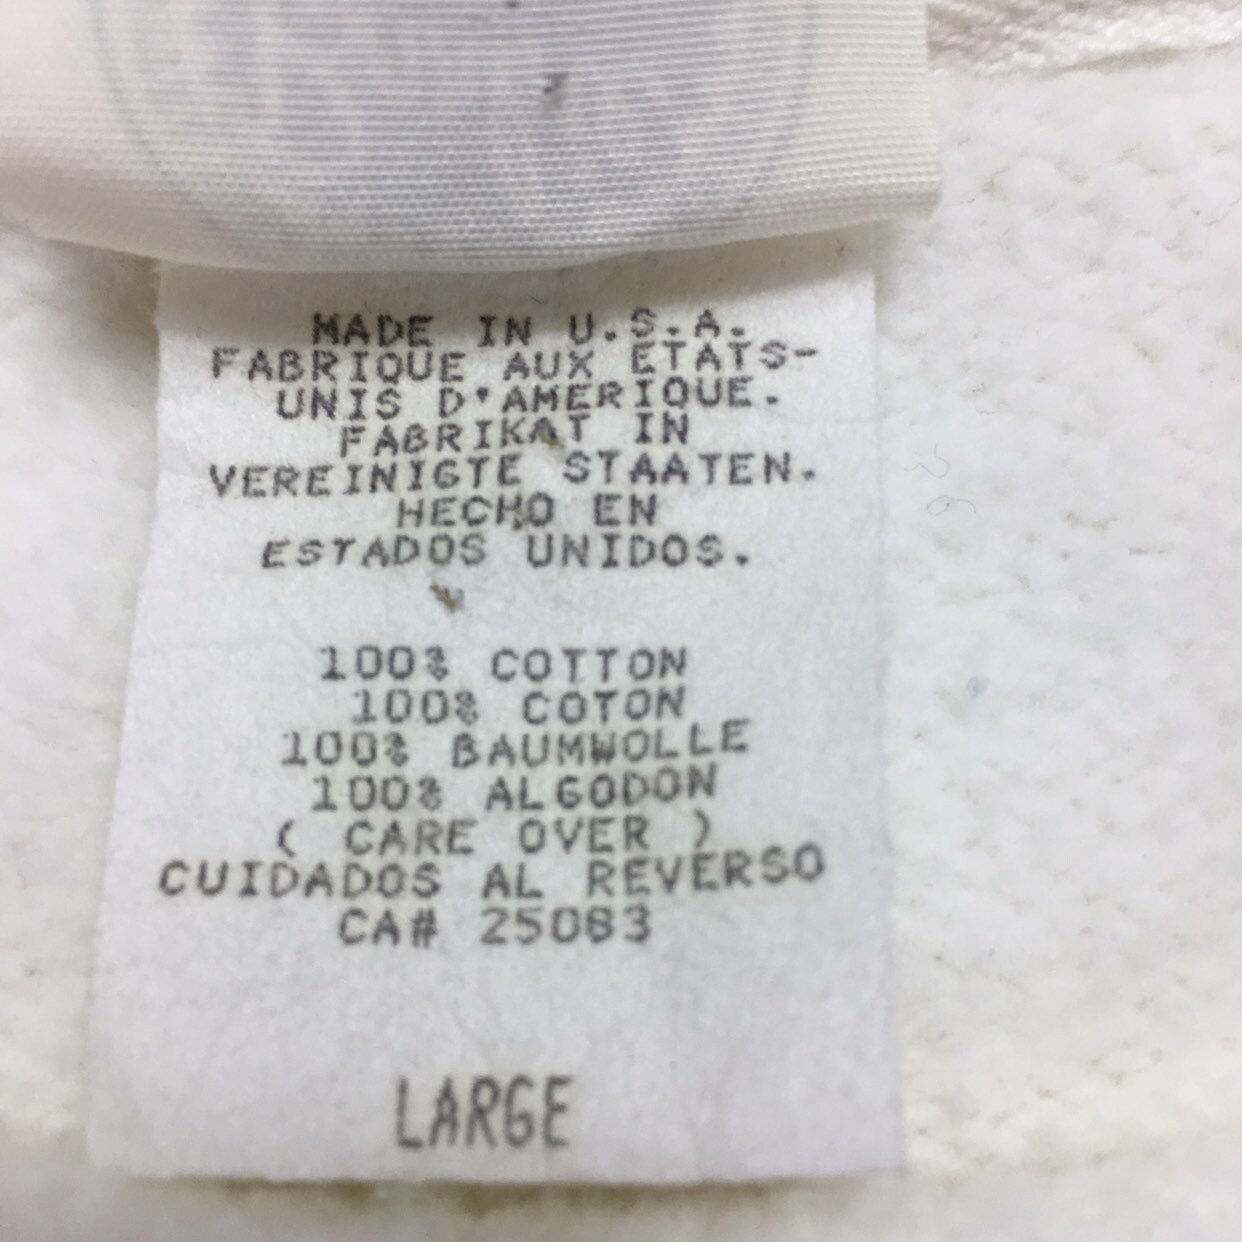 MADE IN U.S.A.
FABRIQUE AUX ETATS-
UNIS D'AMERIQUE.
FABRIKAT IN
VEREINIGTE STAATEN.
HECHO EN
ESTADOS UNIDOS.
100% COTTON
100% COTON
100% BAUMWOLLE
100% ALGODON
( CARE OVER )
CUIDADOS AL REVERSO
CA# 25083
LARGE